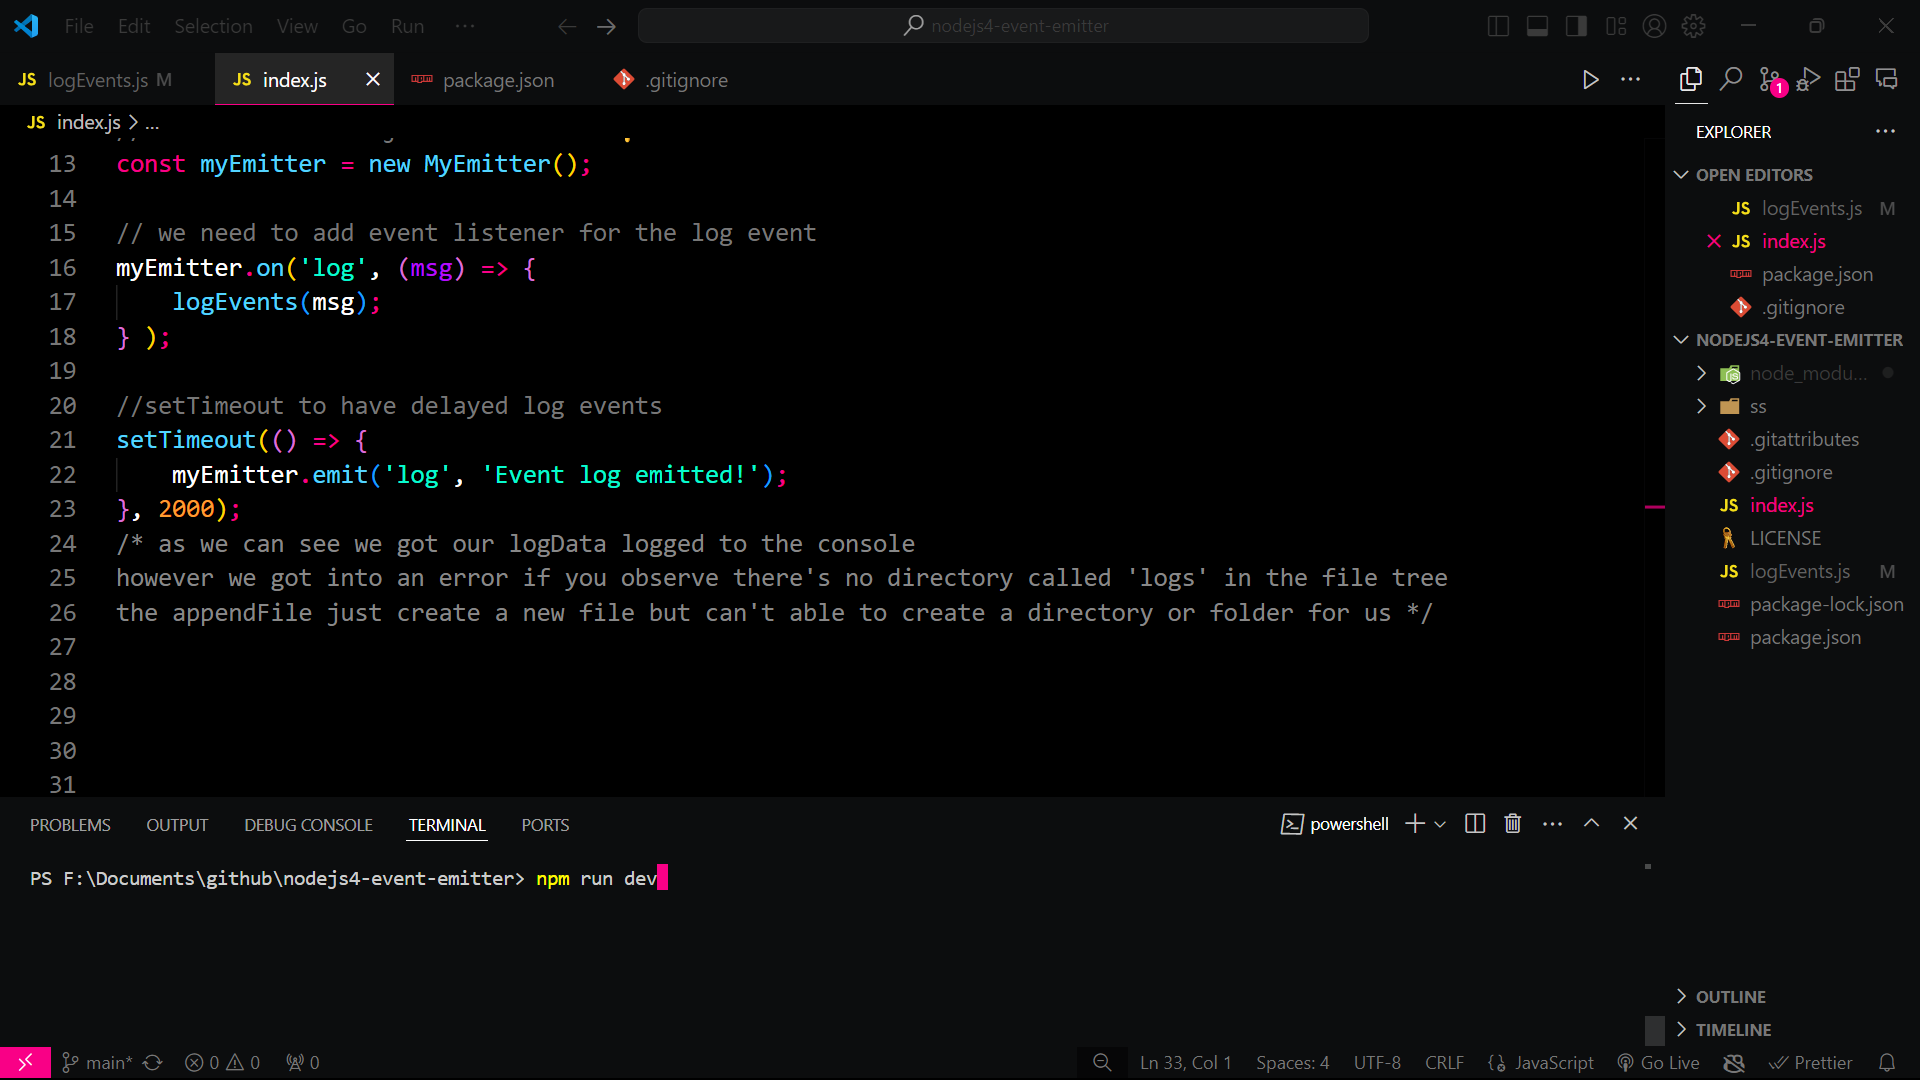 File Edit Selection View Go Run ··· nodejs4-event-emitter
JS logEvents.js M JS index.js package.json .gitignore
JS index.js > ...
13 const myEmitter = new MyEmitter();
14
15 // we need to add event listener for the log event
16 myEmitter.on('log', (msg) => {
17 logEvents(msg);
18 } );
19
20 //setTimeout to have delayed log events
21 setTimeout(() => {
22 myEmitter.emit('log', 'Event log emitted!');
23 }, 2000);
24 /* as we can see we got our logData logged to the console
25 however we got into an error if you observe there's no directory called 'logs' in the file tree
26 the appendFile just create a new file but can't able to create a directory or folder for us */
27
28
29
30
31
1
EXPLORER
OPEN EDITORS
JS logEvents.js M
JS index.js
package.json
.gitignore
NODEJS4-EVENT-EMITTER
node_modu...
ss
.gitattributes
.gitignore
JS index.js
LICENSE
JS logEvents.js M
package-lock.json
package.json
OUTLINE
TIMELINE
PROBLEMS OUTPUT DEBUG CONSOLE TERMINAL PORTS powershell
PS F:\Documents\github\nodejs4-event-emitter> npm run dev
main* 0 0 0 Ln 33, Col 1 Spaces: 4 UTF-8 CRLF {} JavaScript Go Live Prettier